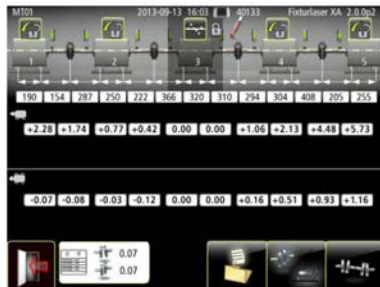 MT01 2013-09-13 16:03 40133 Fixturlaser XA 2.0.0p2
1 2 3 4 5
190 154 287 250 222 366 320 310 294 304 408 205 255
+2.28 +1.74 +0.77 +0.42 0.00 0.00 +1.06 +2.13 +4.48 +5.73
-0.07 -0.08 -0.03 -0.12 0.00 0.00 +0.16 +0.51 +0.93 +1.16
0.07
0.07